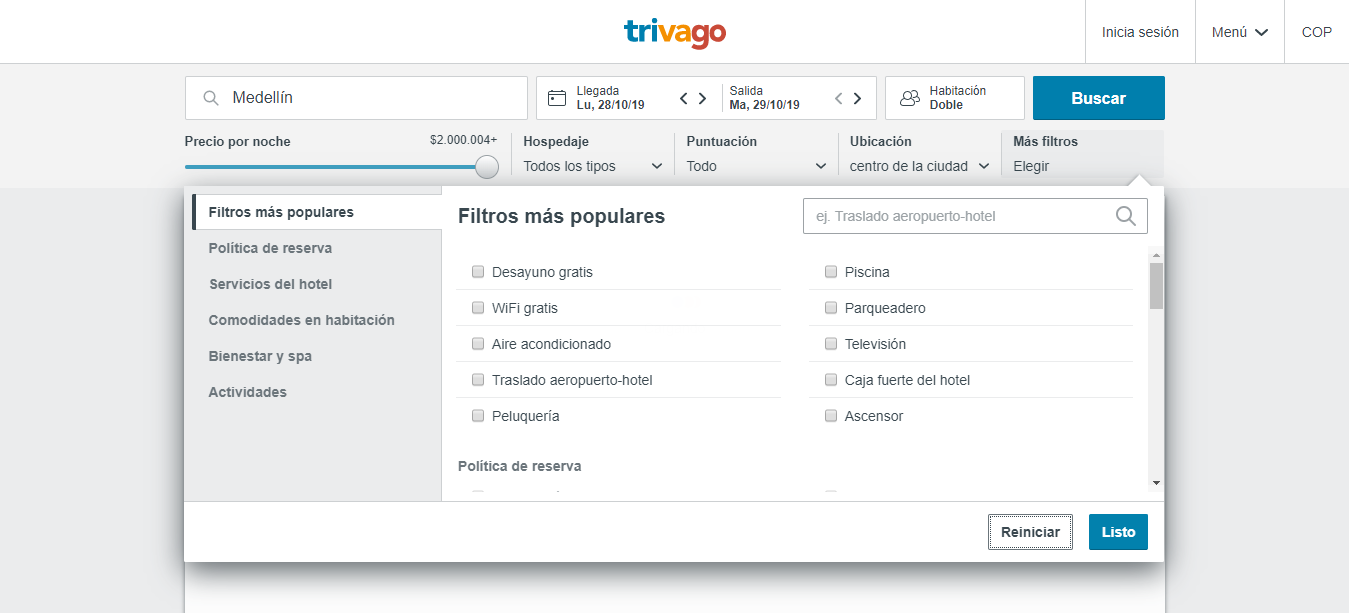 trivago
Inicia sesión
Menú
COP
Medellín
Llegada
Lu, 28/10/19
Salida
Ma, 29/10/19
Habitación
Doble
Buscar
Precio por noche
$2.000.004+
Hospedaje
Todos los tipos
Puntuación
Todo
Ubicación
centro de la ciudad
Más filtros
Elegir
Filtros más populares
Política de reserva
Servicios del hotel
Comodidades en habitación
Bienestar y spa
Actividades
Filtros más populares
ej. Traslado aeropuerto-hotel
Desayuno gratis
Piscina
WiFi gratis
Parqueadero
Aire acondicionado
Televisión
Traslado aeropuerto-hotel
Caja fuerte del hotel
Peluquería
Ascensor
Política de reserva
Reiniciar
Listo